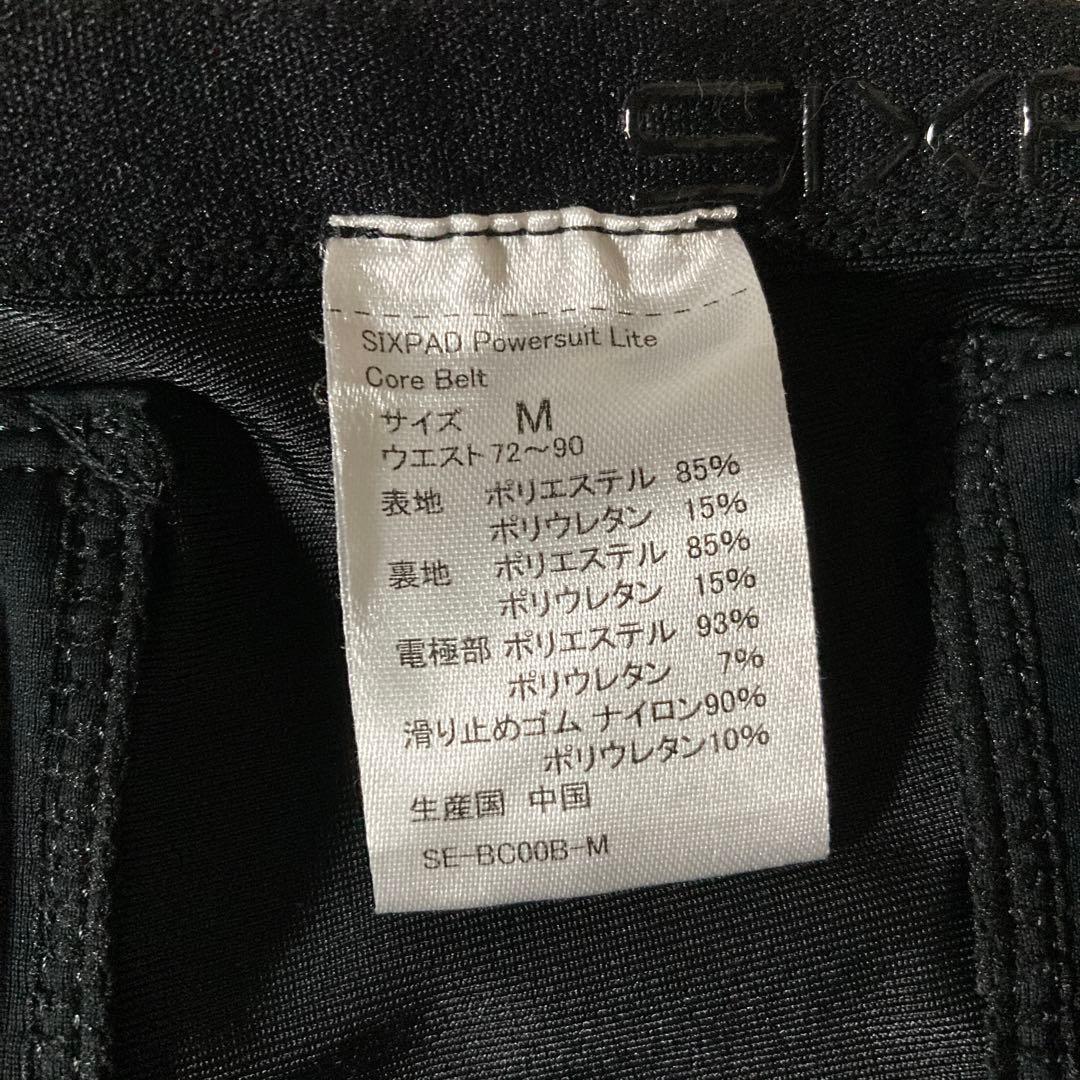 SIXP
SIXPAD Powersuit Lite
Core Belt
サイズ M
ウエスト 72～90
表地 ポリエステル 85%
ポリウレタン 15%
裏地 ポリエステル 85%
ポリウレタン 15%
電極部 ポリエステル 93%
ポリウレタン 7%
滑り止めゴム ナイロン90%
ポリウレタン10%
生産国 中国
SE-BC00B-M